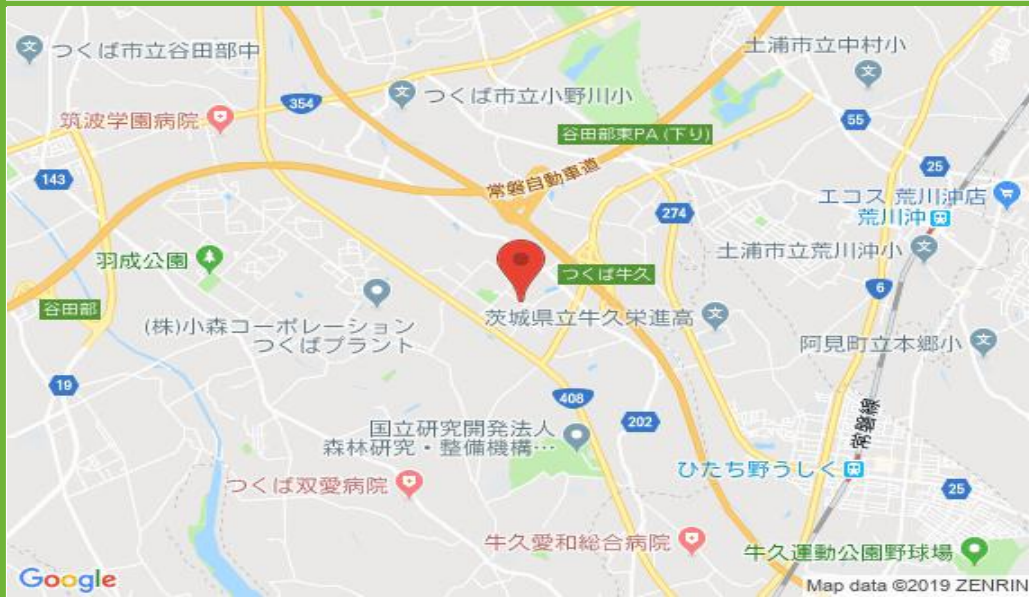 つくば市立谷田部中
土浦市立中村小
354
つくば市立小野川小
筑波学園病院
谷田部東PA (下り)
55
143
常磐自動車道
25
エコス 荒川沖店
荒川沖
274
土浦市立荒川沖小
羽成公園
つくば牛久
6
谷田部
(株)小森コーポレーション
つくばプラント
茨城県立牛久栄進高
阿見町立本郷小
19
408
202
国立研究開発法人
森林研究・整備機構…
常磐線
ひたち野うしく
つくば双愛病院
25
牛久愛和総合病院
牛久運動公園野球場
Google
Map data ©2019 ZENRIN